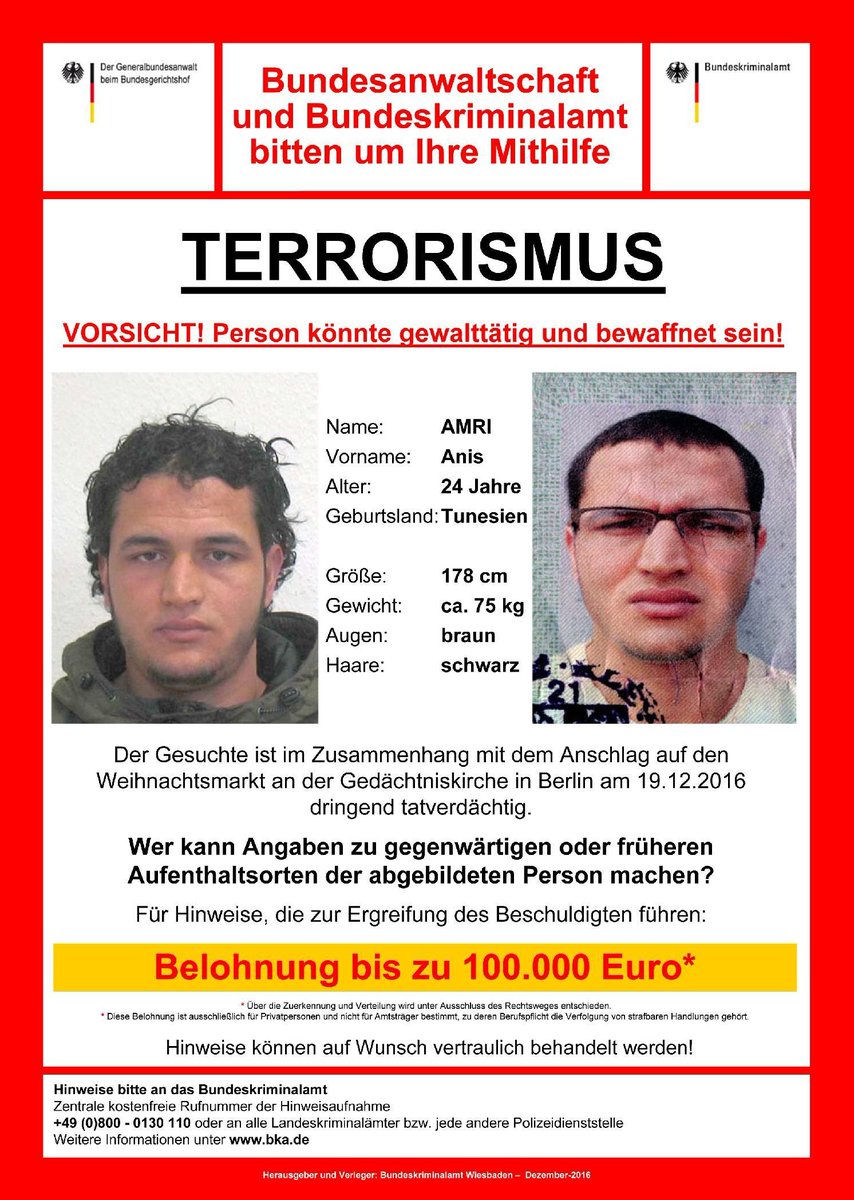 Der Generalbundesanwalt
beim Bundesgerichtshof
Bundesanwaltschaft
und Bundeskriminalamt
bitten um Ihre Mithilfe
Bundeskriminalamt
TERRORISMUS
VORSICHT! Person könnte gewalttätig und bewaffnet sein!
Name: AMRI
Vorname: Anis
Alter: 24 Jahre
Geburtsland: Tunesien
Größe: 178 cm
Gewicht: ca. 75 kg
Augen: braun
Haare: schwarz
21
Der Gesuchte ist im Zusammenhang mit dem Anschlag auf den
Weihnachtsmarkt an der Gedächtniskirche in Berlin am 19.12.2016
dringend tatverdächtig.
Wer kann Angaben zu gegenwärtigen oder früheren
Aufenthaltsorten der abgebildeten Person machen?
Für Hinweise, die zur Ergreifung des Beschuldigten führen:
Belohnung bis zu 100.000 Euro*
* Über die Zuerkennung und Verteilung wird unter Ausschluss des Rechtsweges entschieden.
* Diese Belohnung ist ausschließlich für Privatpersonen und nicht für Amtsträger bestimmt, zu deren Berufspflicht die Verfolgung von strafbaren Handlungen gehört.
Hinweise können auf Wunsch vertraulich behandelt werden!
Hinweise bitte an das Bundeskriminalamt
Zentrale kostenfreie Rufnummer der Hinweisaufnahme
+49 (0)800 - 0130 110 oder an alle Landeskriminalämter bzw. jede andere Polizeidienststelle
Weitere Informationen unter www.bka.de
Herausgeber und Verleger: Bundeskriminalamt Wiesbaden – Dezember-2016